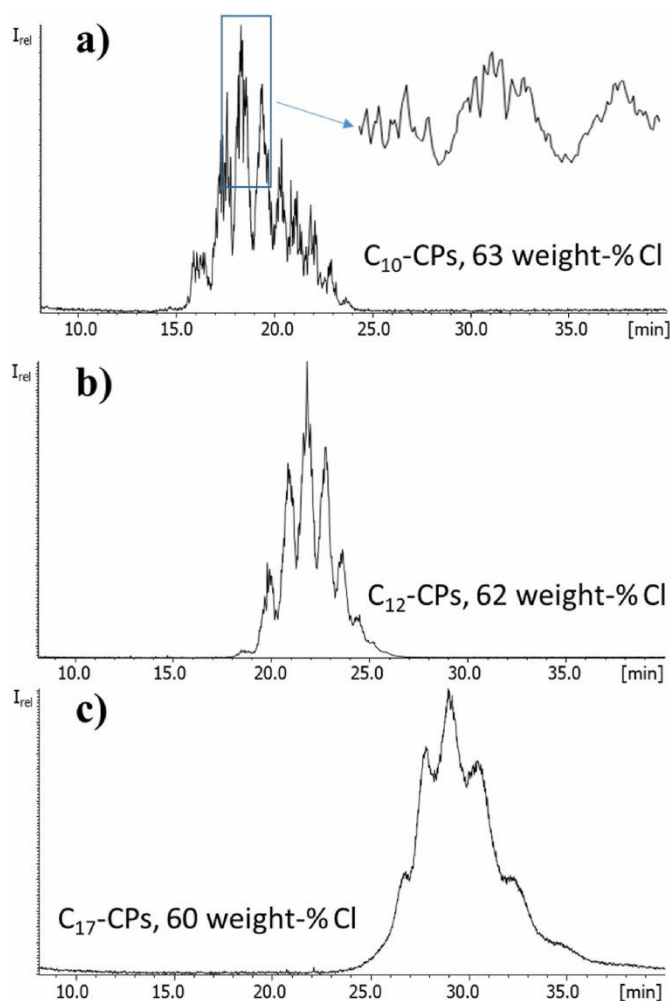 I_rel
a)
C₁₀-CPs, 63 weight-% Cl
10.0 15.0 20.0 25.0 30.0 35.0 [min]
I_rel
b)
C₁₂-CPs, 62 weight-% Cl
10.0 15.0 20.0 25.0 30.0 35.0 [min]
I_rel
c)
C₁₇-CPs, 60 weight-% Cl
10.0 15.0 20.0 25.0 30.0 35.0 [min]